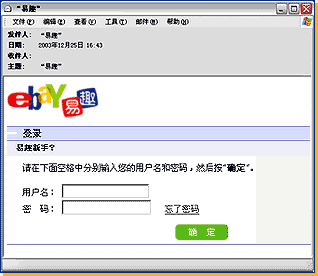 "易趣"
文件(F) 编辑(E) 查看(V) 工具(T) 邮件(M) 帮助(H)
发件人: "易趣"
日期: 2003年12月25日 16:43
收件人:
主题: "易趣"
ebaY易趣
登录
易趣新手?
请在下面空格中分别输入您的用户名和密码，然后按"确定"。
用户名:
密 码: 忘了密码
确 定